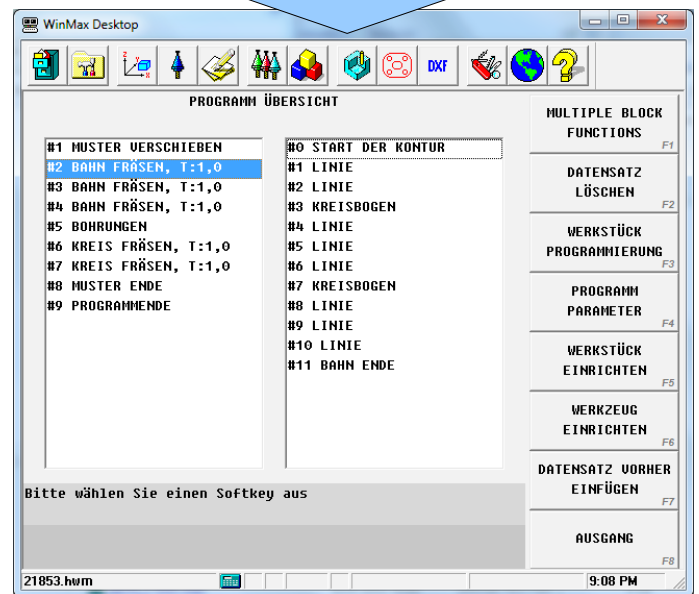 WinMax Desktop
DXF
PROGRAMM ÜBERSICHT
#1 MUSTER VERSCHIEBEN
#2 BAHN FRÄSEN, T:1,0
#3 BAHN FRÄSEN, T:1,0
#4 BAHN FRÄSEN, T:1,0
#5 BOHRUNGEN
#6 KREIS FRÄSEN, T:1,0
#7 KREIS FRÄSEN, T:1,0
#8 MUSTER ENDE
#9 PROGRAMMENDE
#0 START DER KONTUR
#1 LINIE
#2 LINIE
#3 KREISBOGEN
#4 LINIE
#5 LINIE
#6 LINIE
#7 KREISBOGEN
#8 LINIE
#9 LINIE
#10 LINIE
#11 BAHN ENDE
MULTIPLE BLOCK
FUNCTIONS
F1
DATENSATZ
LÖSCHEN
F2
WERKSTÜCK
PROGRAMMIERUNG
F3
PROGRAMM
PARAMETER
F4
WERKSTÜCK
EINRICHTEN
F5
WERKZEUG
EINRICHTEN
F6
DATENSATZ VORHER
EINFÜGEN
F7
AUSGANG
F8
Bitte wählen Sie einen Softkey aus
21853.hwm
9:08 PM